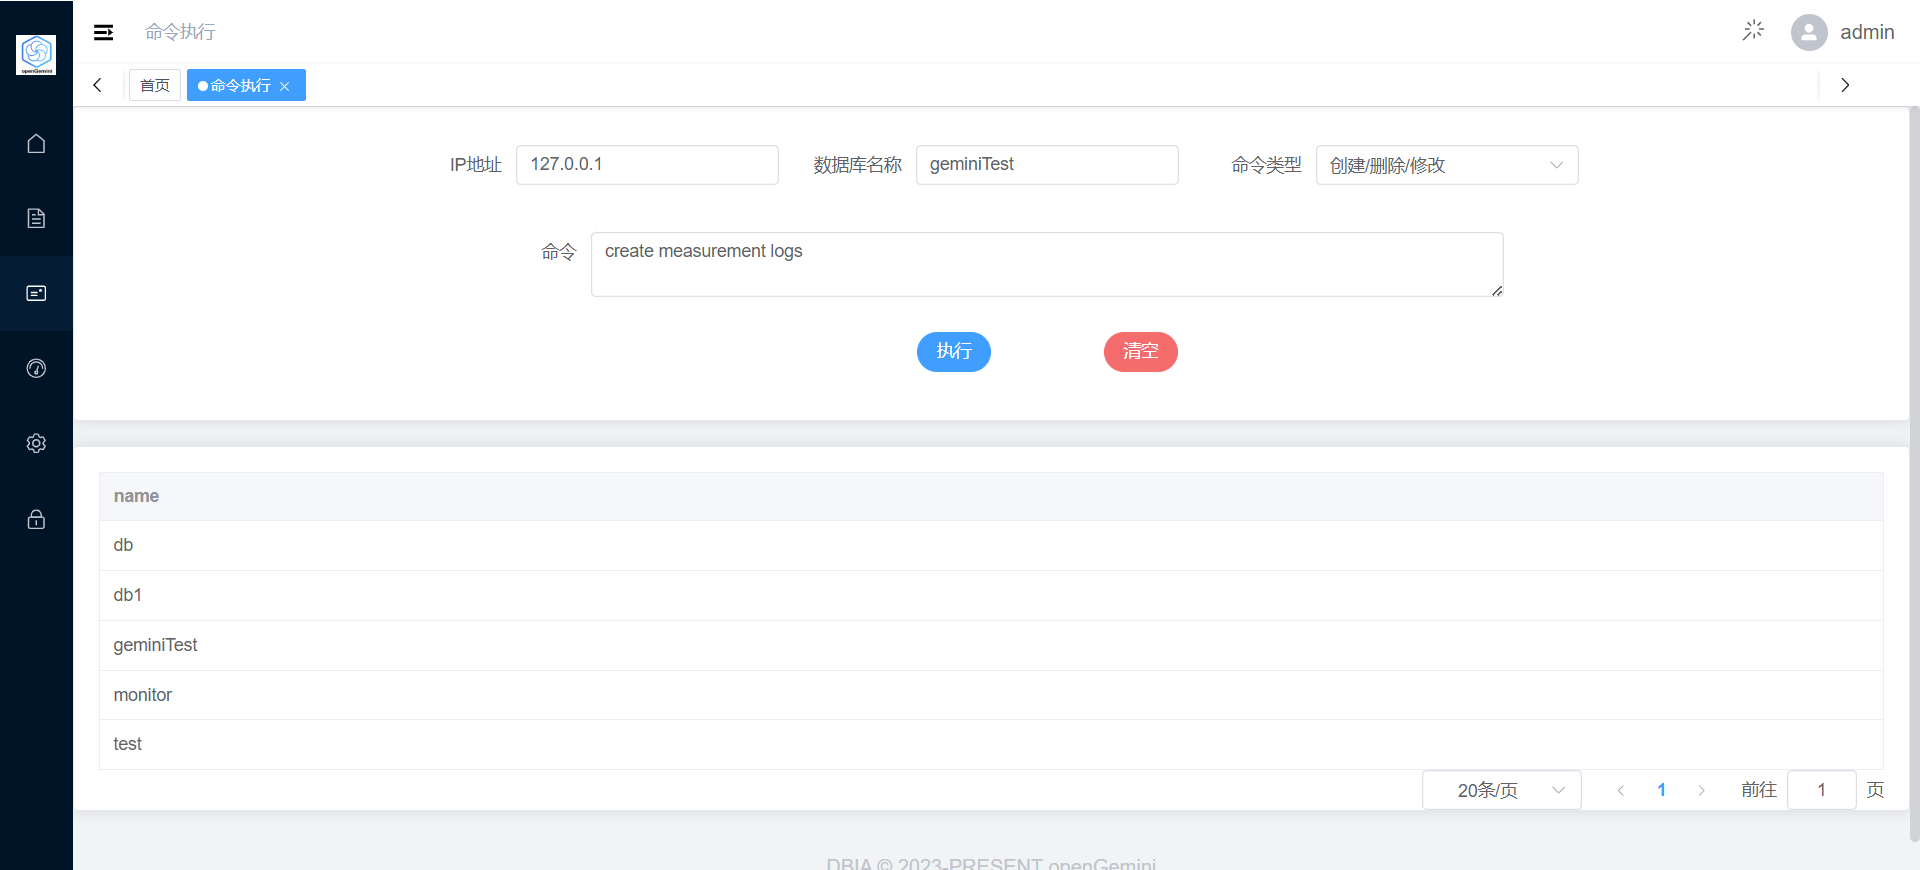 openGemini
命令执行
admin
首页
命令执行
IP地址 127.0.0.1 数据库名称 geminiTest 命令类型 创建/删除/修改
命令 create measurement logs
执行 清空
name
db
db1
geminiTest
monitor
test
20条/页 1 前往 1 页
DBIA © 2023-PRESENT openGemini